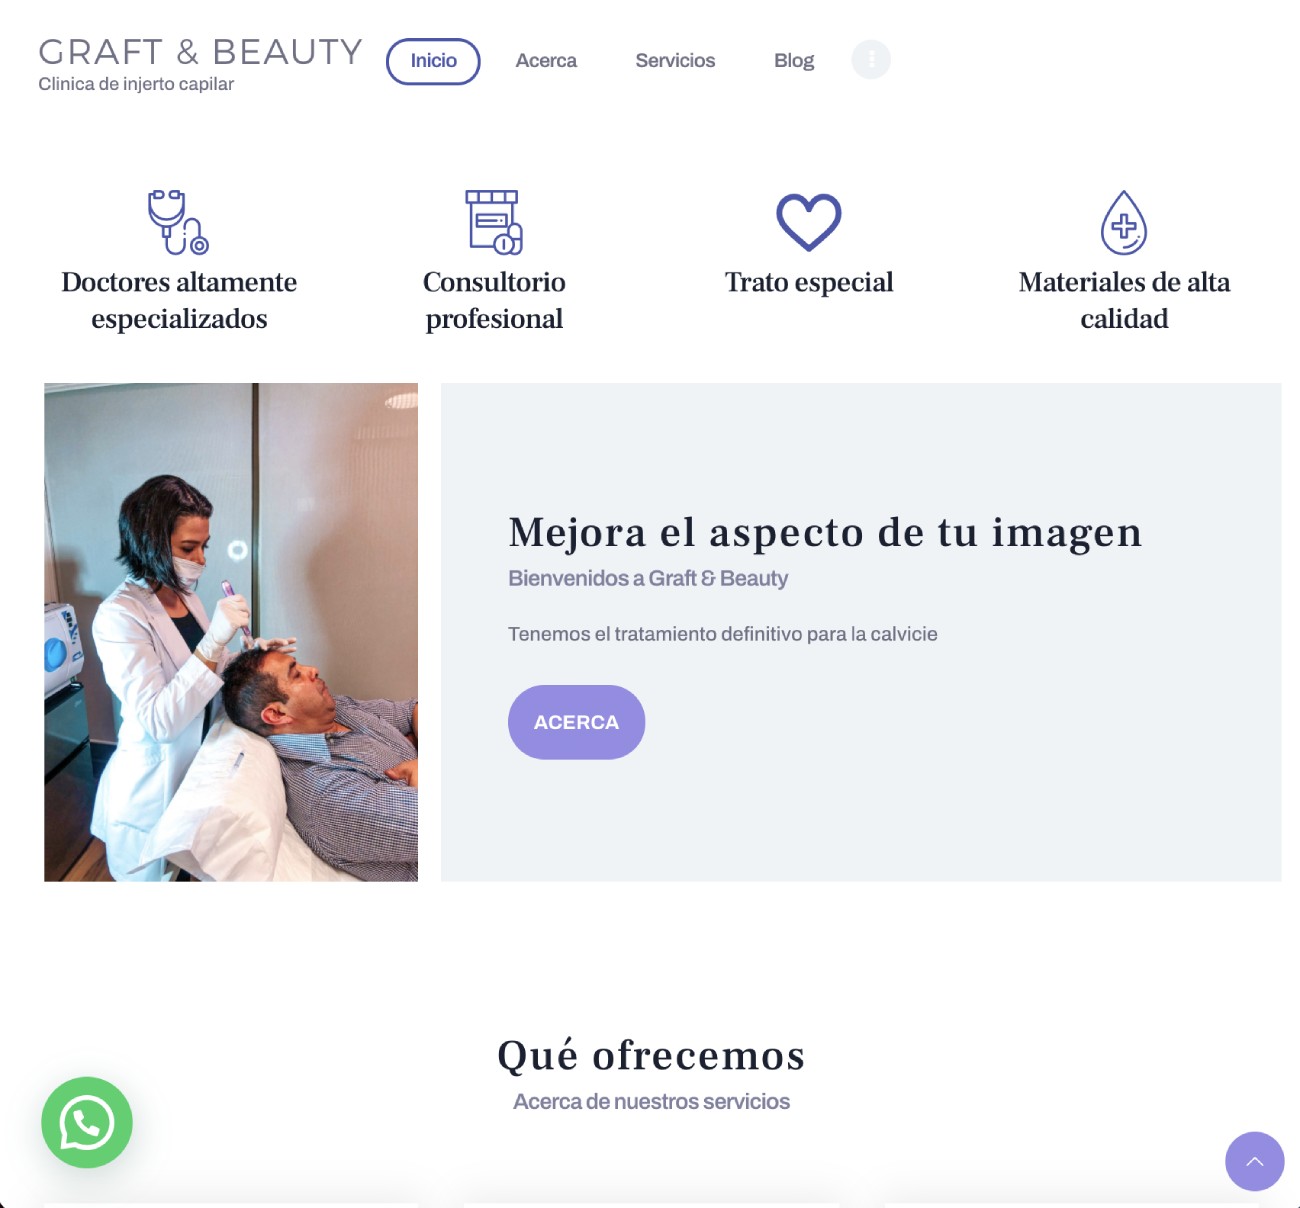 GRAFT & BEAUTY
Clinica de injerto capilar
Inicio
Acerca
Servicios
Blog
Doctores altamente
especializados
Consultorio
profesional
Trato especial
Materiales de alta
calidad
Mejora el aspecto de tu imagen
Bienvenidos a Graft & Beauty
Tenemos el tratamiento definitivo para la calvicie
ACERCA
Qué ofrecemos
Acerca de nuestros servicios